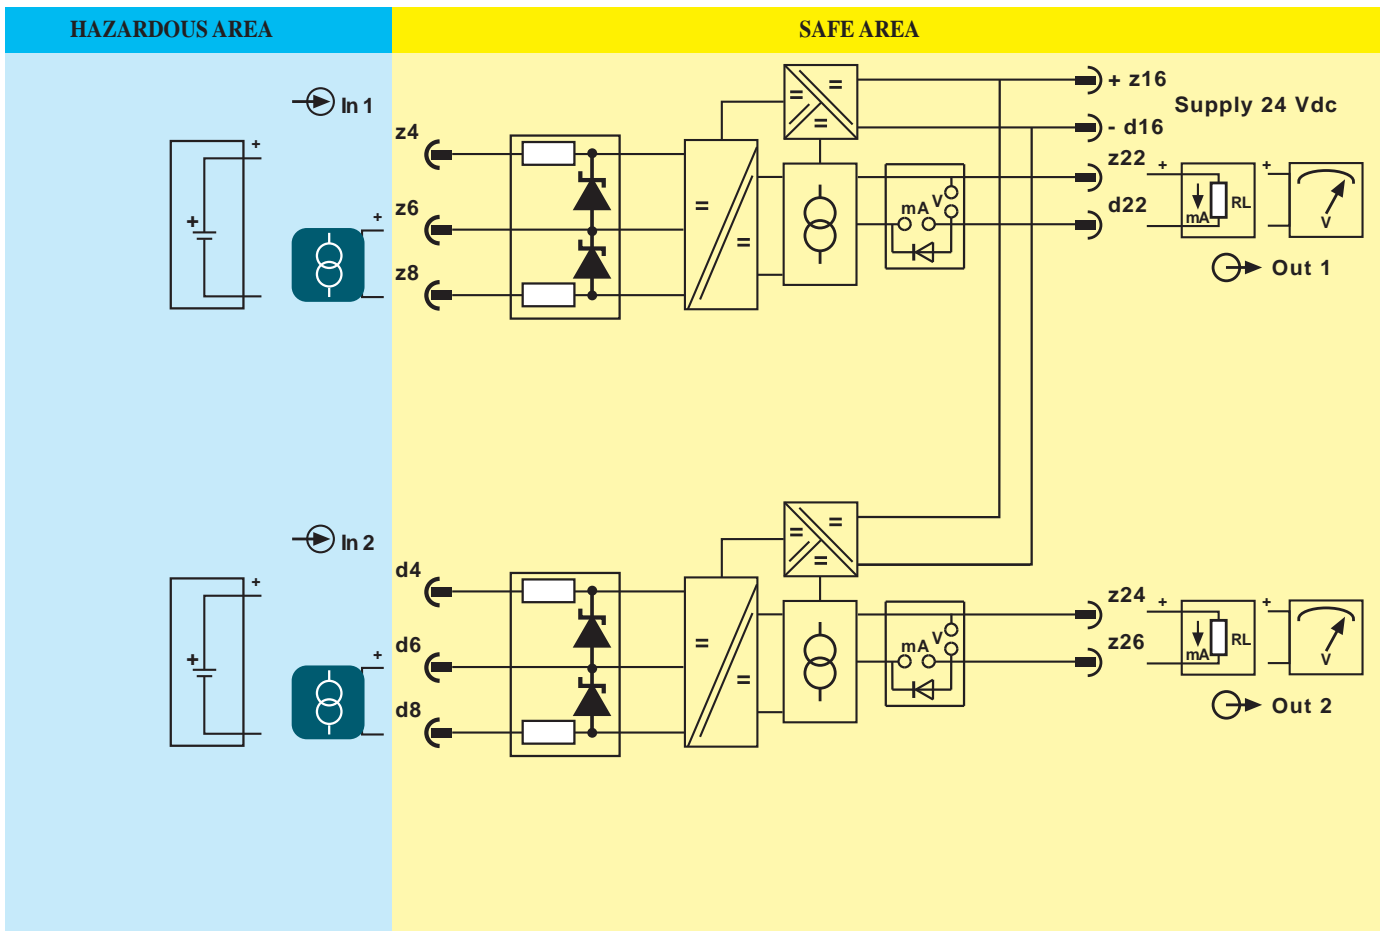 HAZARDOUS AREA
SAFE AREA
In 1
+ z16
Supply 24 Vdc
- d16
z4
z6
z8
+
+
+
mA
V
z22
d22
+
mA
RL
+
V
Out 1
In 2
d4
d6
d8
+
+
+
mA
V
z24
z26
+
mA
RL
+
V
Out 2